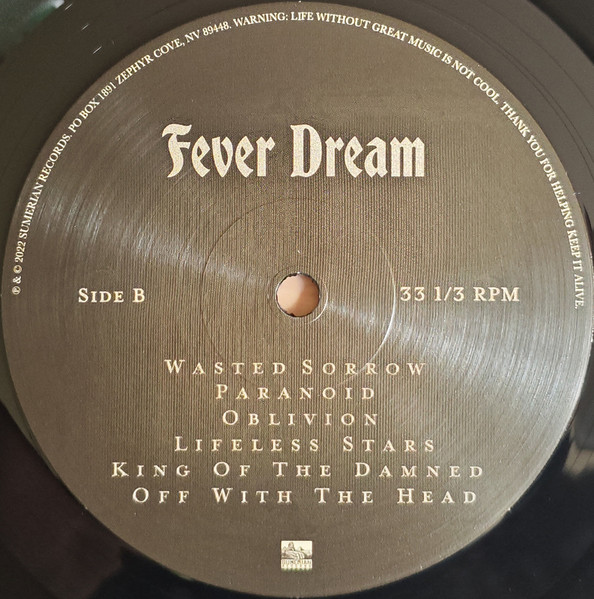 ℗ & © 2022 SUMERIAN RECORDS. PO BOX 1891 ZEPHYR COVE, NV 89448. WARNING: LIFE WITHOUT GREAT MUSIC IS NOT COOL. THANK YOU FOR HELPING KEEP IT ALIVE.
Fever Dream
SIDE B
33 1/3 RPM
WASTED SORROW
PARANOID
OBLIVION
LIFELESS STARS
KING OF THE DAMNED
OFF WITH THE HEAD